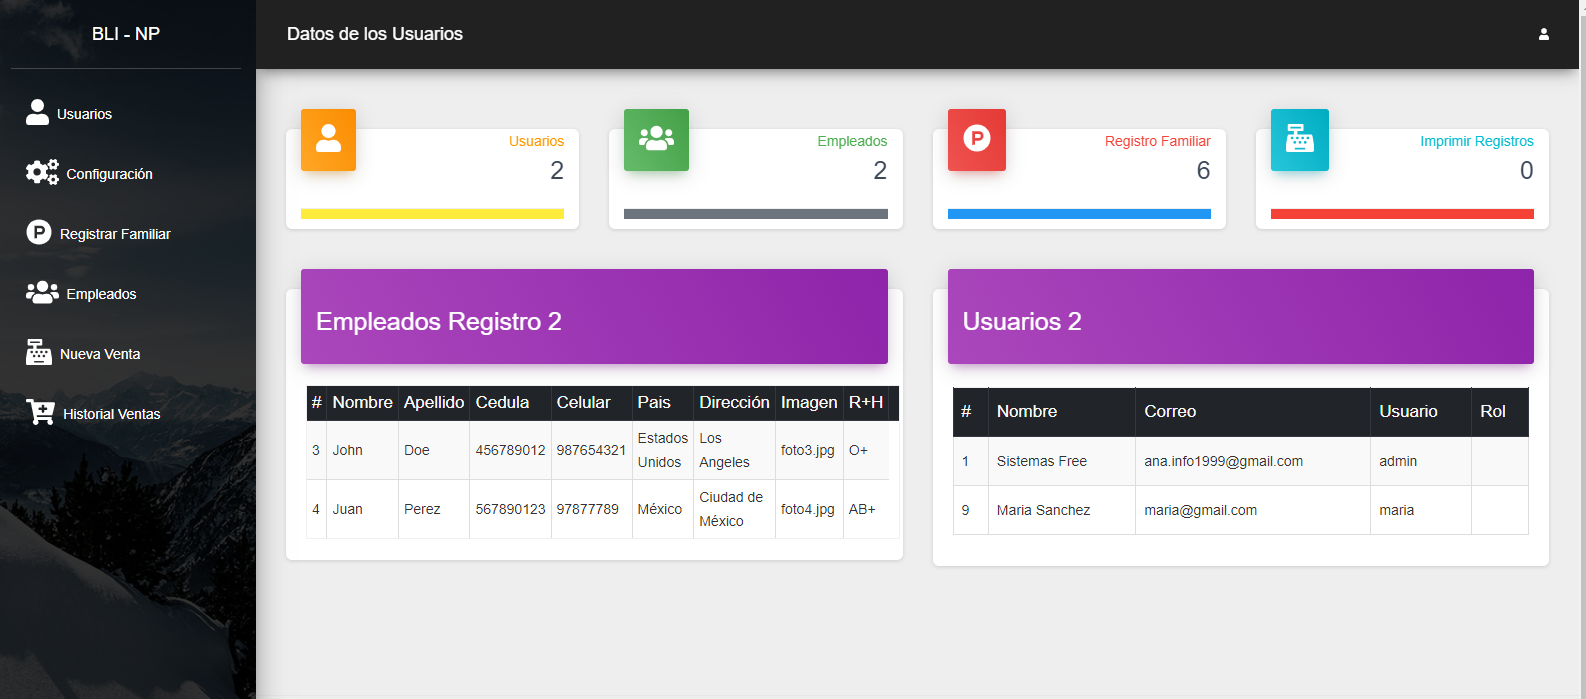 BLI - NP
Usuarios
Configuración
Registrar Familiar
Empleados
Nueva Venta
Historial Ventas
Datos de los Usuarios
Usuarios
2
Empleados
2
Registro Familiar
6
Imprimir Registros
0
Empleados Registro 2
# Nombre Apellido Cedula Celular Pais Dirección Imagen R+H
3 John Doe 456789012 987654321 Estados Unidos Los Angeles foto3.jpg O+
4 Juan Perez 567890123 97877789 México Ciudad de México foto4.jpg AB+
Usuarios 2
# Nombre Correo Usuario Rol
1 Sistemas Free ana.info1999@gmail.com admin
9 Maria Sanchez maria@gmail.com maria